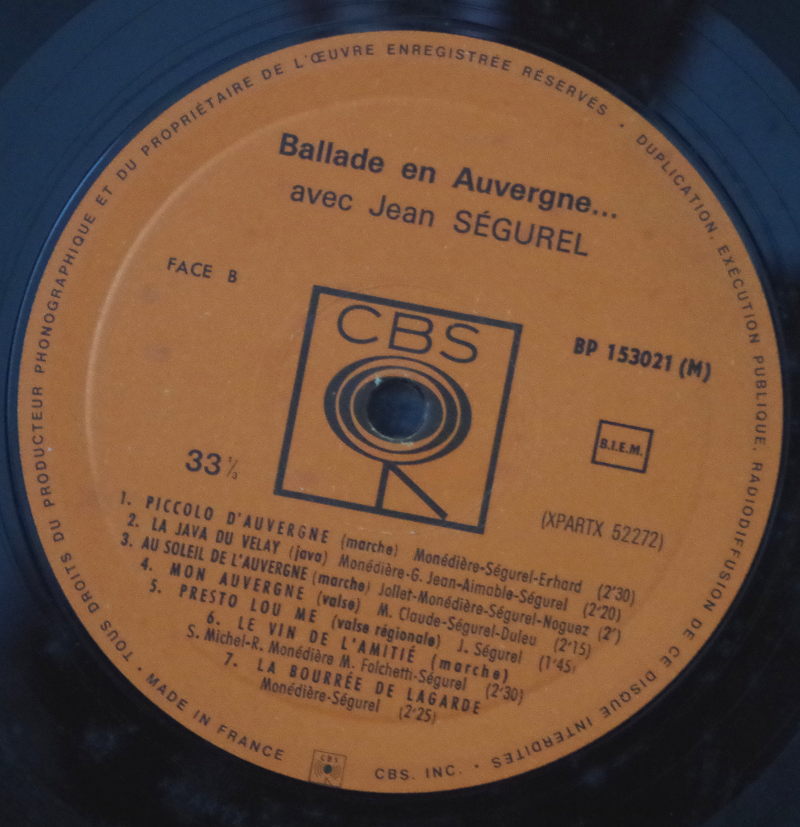 TOUS DROITS DU PRODUCTEUR PHONOGRAPHIQUE ET DU PROPRIÉTAIRE DE L'ŒUVRE ENREGISTRÉE RÉSERVÉS · DUPLICATION, EXÉCUTION PUBLIQUE, RADIODIFFUSION DE CE DISQUE INTERDITES
Ballade en Auvergne...
avec Jean SÉGUREL
FACE B
CBS
BP 153021 (M)
B.I.E.M.
33 1/3
(XPARTX 52272)
1. PICCOLO D'AUVERGNE (marche) Monédière-Ségurel-Erhard (2'30)
2. LA JAVA DU VELAY (java) Monédière-G. Jean-Aimable-Ségurel (2'20)
3. AU SOLEIL DE L'AUVERGNE (marche) Jollet-Monédière-Ségurel-Noguez (2')
4. MON AUVERGNE (valse) M. Claude-Ségurel-Duleu (2'15)
5. PRESTO LOU ME (valse régionale) J. Ségurel (1'45)
6. LE VIN DE L'AMITIÉ (marche)
S. Michel-R. Monédière M. Folchetti-Ségurel (2'30)
7. LA BOURRÉE DE LAGARDE
Monédière-Ségurel (2'25)
· MADE IN FRANCE
CBS
CBS. INC. ·